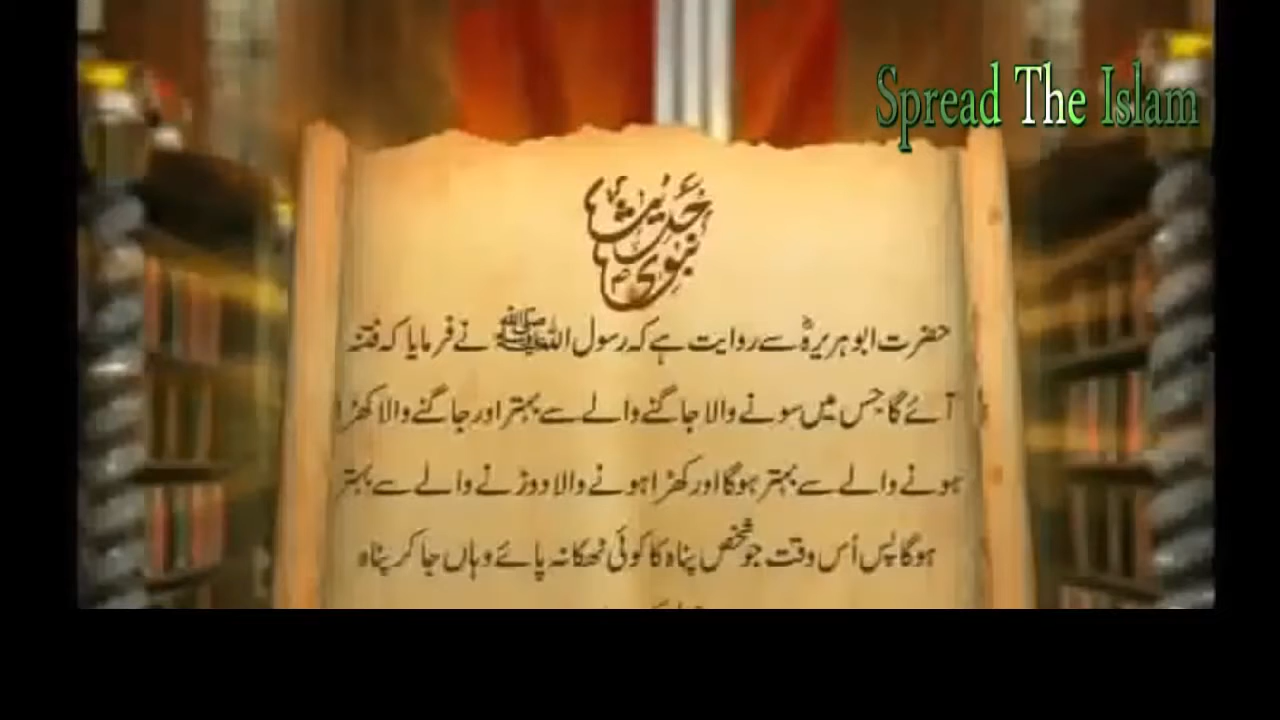 Spread The Islam
حدیث
نبوی
حضرت ابوہریرہؓ سے روایت ہے کہ رسول اللہ ﷺ نے فرمایا کہ فتنہ
آئے گا جس میں سونے والا جاگنے والے سے بہتر اور جاگنے والا کھڑا
ہونے والے سے بہتر ہوگا اور کھڑا ہونے والا دوڑنے والے سے بہتر
ہوگا پس اُس وقت جو شخص پناہ کا کوئی ٹھکانہ پائے وہاں جا کر پناہ